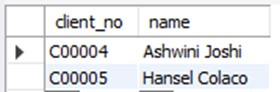 client_no name
C00004 Ashwini Joshi
C00005 Hansel Colaco